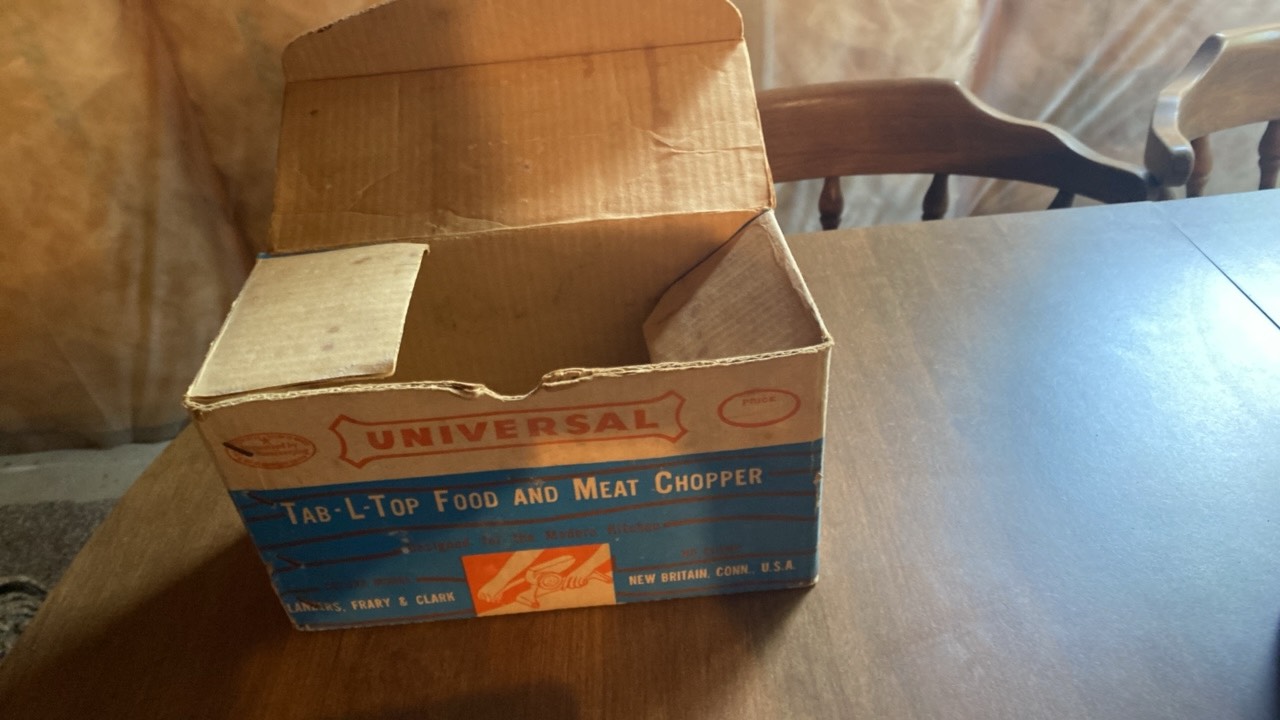 UNIVERSAL
PRICE
TAB-L-TOP FOOD AND MEAT CHOPPER
Designed for the Modern Kitchen
LANDERS, FRARY & CLARK
NEW BRITAIN, CONN., U.S.A.